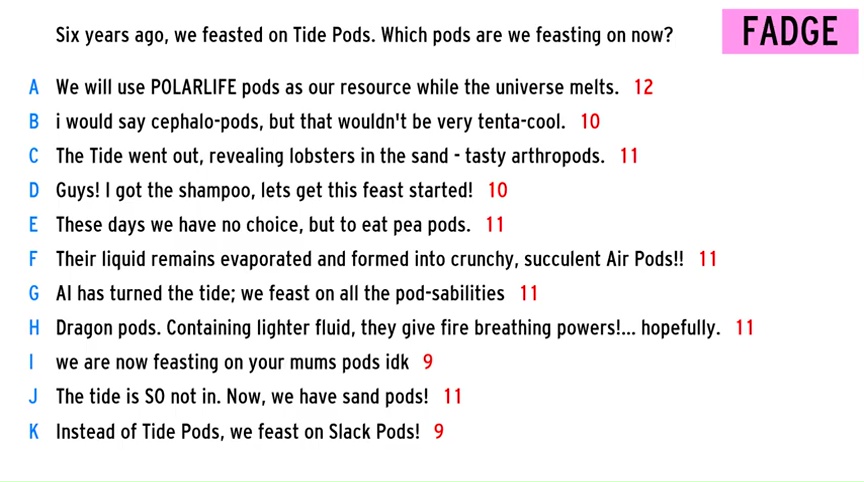 Six years ago, we feasted on Tide Pods. Which pods are we feasting on now?
FADGE
A We will use POLARLIFE pods as our resource while the universe melts. 12
B i would say cephalo-pods, but that wouldn't be very tenta-cool. 10
C The Tide went out, revealing lobsters in the sand - tasty arthropods. 11
D Guys! I got the shampoo, lets get this feast started! 10
E These days we have no choice, but to eat pea pods. 11
F Their liquid remains evaporated and formed into crunchy, succulent Air Pods!! 11
G AI has turned the tide; we feast on all the pod-sabilities 11
H Dragon pods. Containing lighter fluid, they give fire breathing powers!... hopefully. 11
I we are now feasting on your mums pods idk 9
J The tide is SO not in. Now, we have sand pods! 11
K Instead of Tide Pods, we feast on Slack Pods! 9